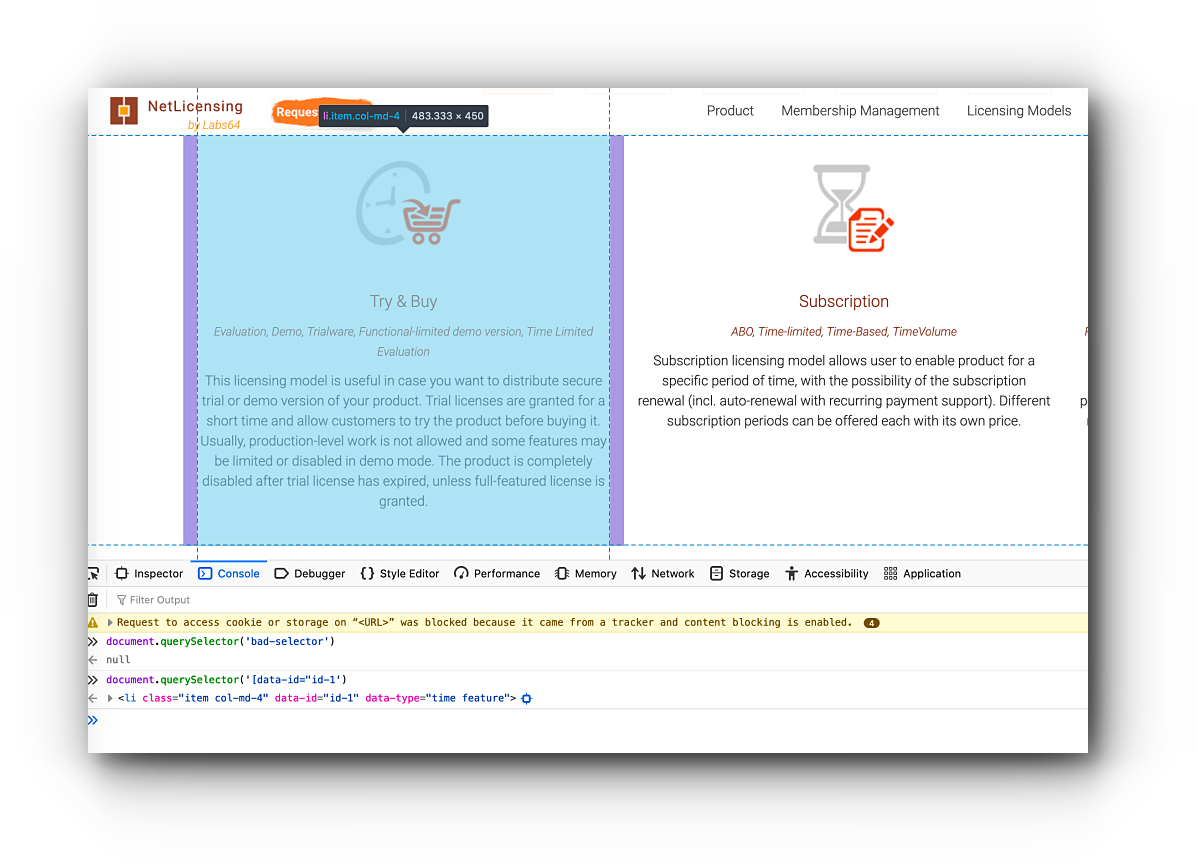 NetLicensing
by Labs64
Reques
li.item.col-md-4 483.333 × 450
Product Membership Management Licensing Models
Try & Buy
Evaluation, Demo, Trialware, Functional-limited demo version, Time Limited
Evaluation
This licensing model is useful in case you want to distribute secure
trial or demo version of your product. Trial licenses are granted for a
short time and allow customers to try the product before buying it.
Usually, production-level work is not allowed and some features may
be limited or disabled in demo mode. The product is completely
disabled after trial license has expired, unless full-featured license is
granted.
Subscription
ABO, Time-limited, Time-Based, TimeVolume
Subscription licensing model allows user to enable product for a
specific period of time, with the possibility of the subscription
renewal (incl. auto-renewal with recurring payment support). Different
subscription periods can be offered each with its own price.
p
Inspector Console Debugger Style Editor Performance Memory Network Storage Accessibility Application
Filter Output
Request to access cookie or storage on “<URL>” was blocked because it came from a tracker and content blocking is enabled. 4
document.querySelector('bad-selector')
null
document.querySelector('[data-id="id-1')
<li class="item col-md-4" data-id="id-1" data-type="time feature">